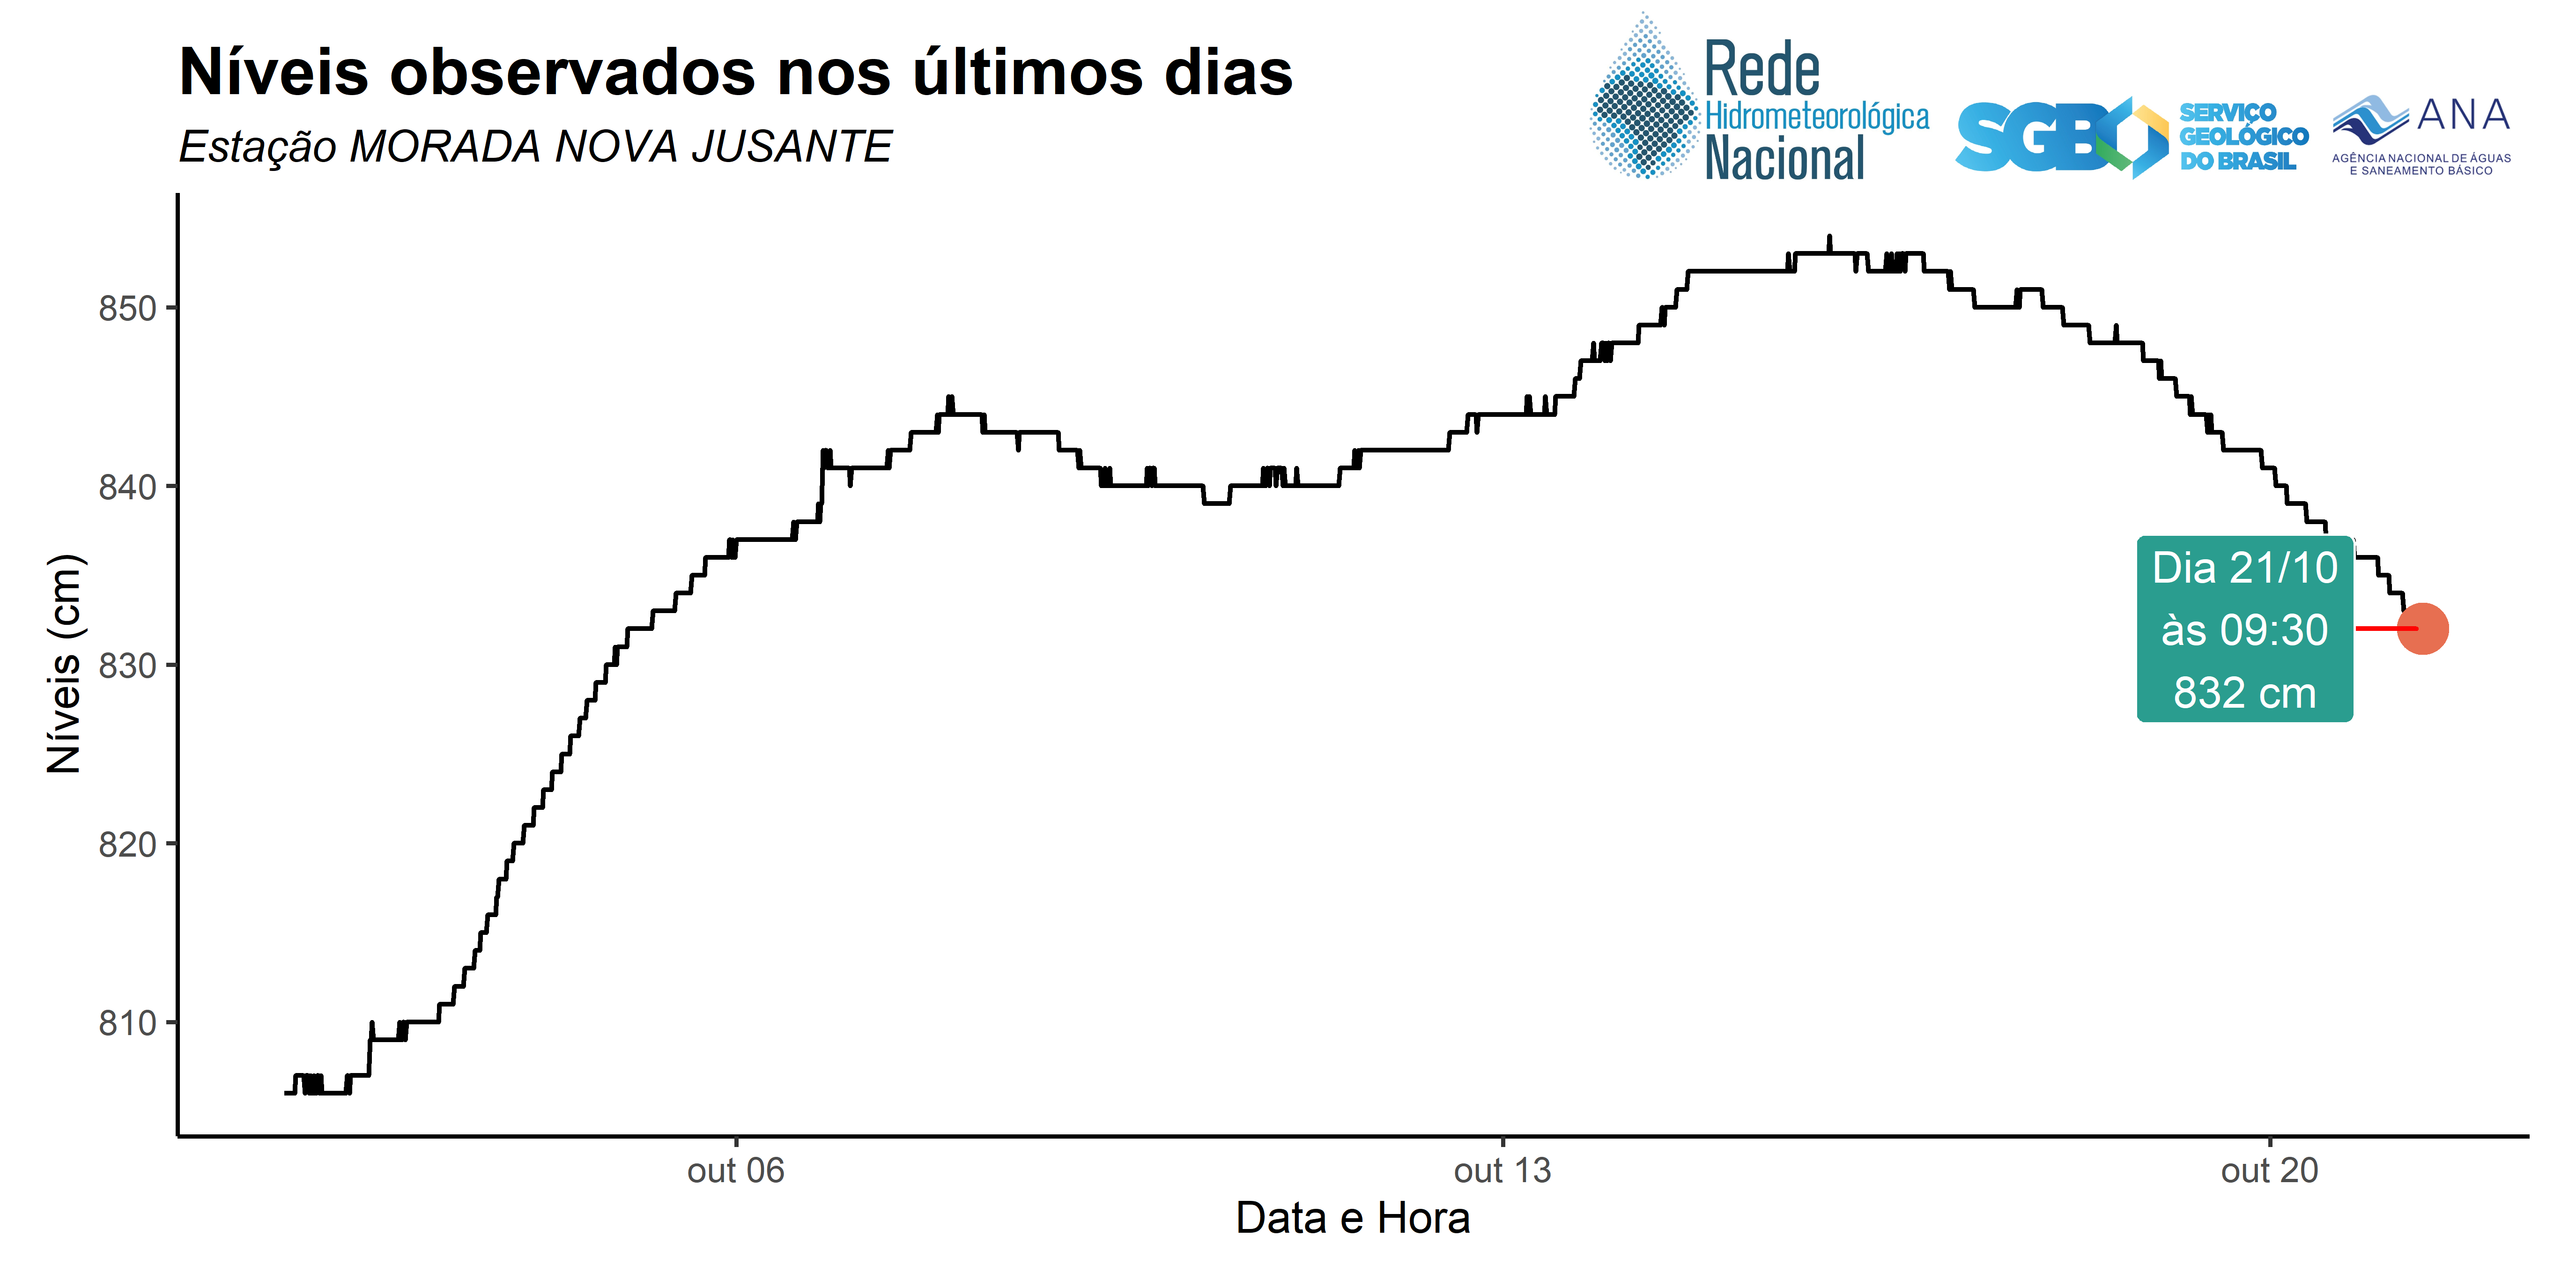 Níveis observados nos últimos dias
Estação MORADA NOVA JUSANTE
Rede
Hidrometeorológica
Nacional
SGB
SERVIÇO
GEOLÓGICO
DO BRASIL
ANA
AGÊNCIA NACIONAL DE ÁGUAS
E SANEAMENTO BÁSICO
Níveis (cm)
850
840
830
820
810
Dia 21/10
às 09:30
832 cm
out 06
out 13
out 20
Data e Hora